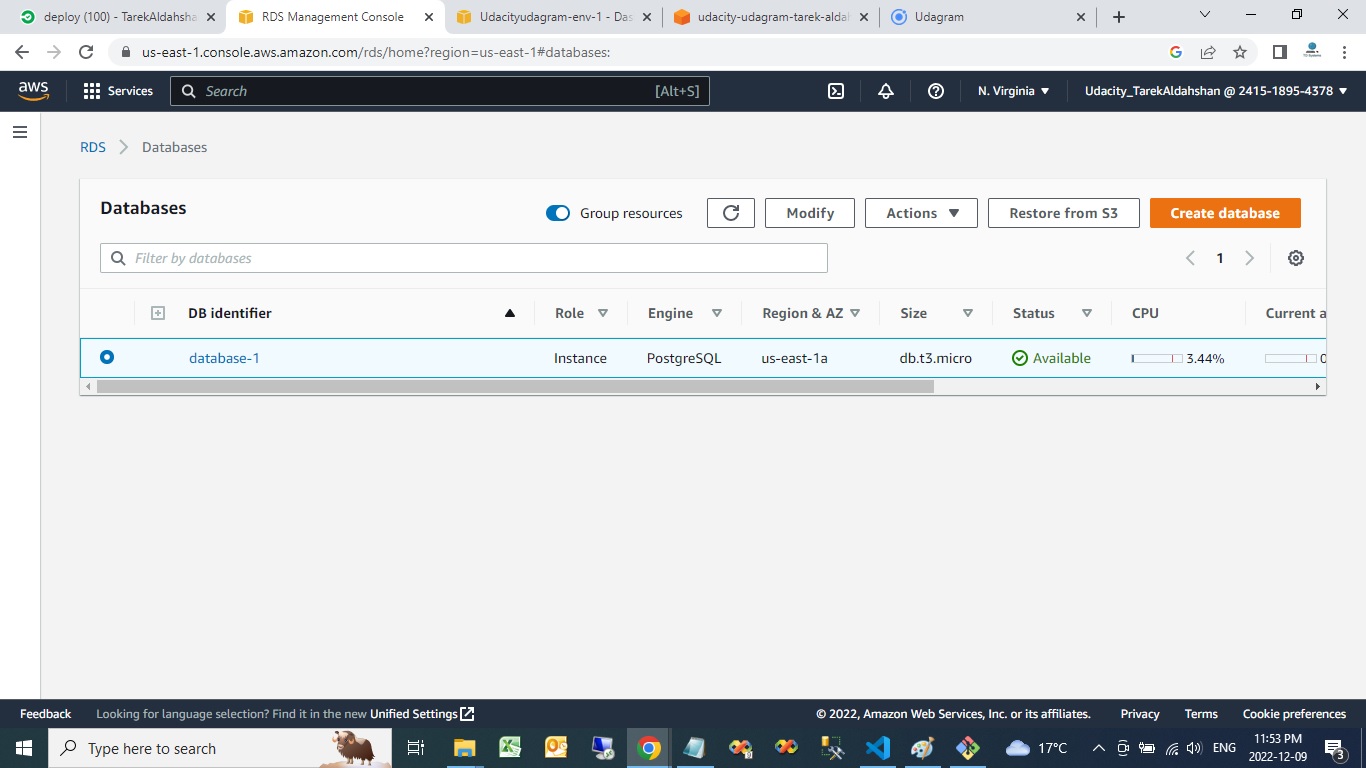 deploy (100) - TarekAldahsha
RDS Management Console
Udacityudagram-env-1 - Das
udacity-udagram-tarek-aldah
Udagram
us-east-1.console.aws.amazon.com/rds/home?region=us-east-1#databases:
aws
Services
Search
[Alt+S]
N. Virginia
Udacity_TarekAldahshan @ 2415-1895-4378
RDS
Databases
Databases
Group resources
Modify
Actions
Restore from S3
Create database
Filter by databases
1
DB identifier
Role
Engine
Region & AZ
Size
Status
CPU
Current a
database-1
Instance
PostgreSQL
us-east-1a
db.t3.micro
Available
3.44%
0
Feedback
Looking for language selection? Find it in the new Unified Settings
© 2022, Amazon Web Services, Inc. or its affiliates.
Privacy
Terms
Cookie preferences
Type here to search
17°C
ENG
11:53 PM
2022-12-09
3